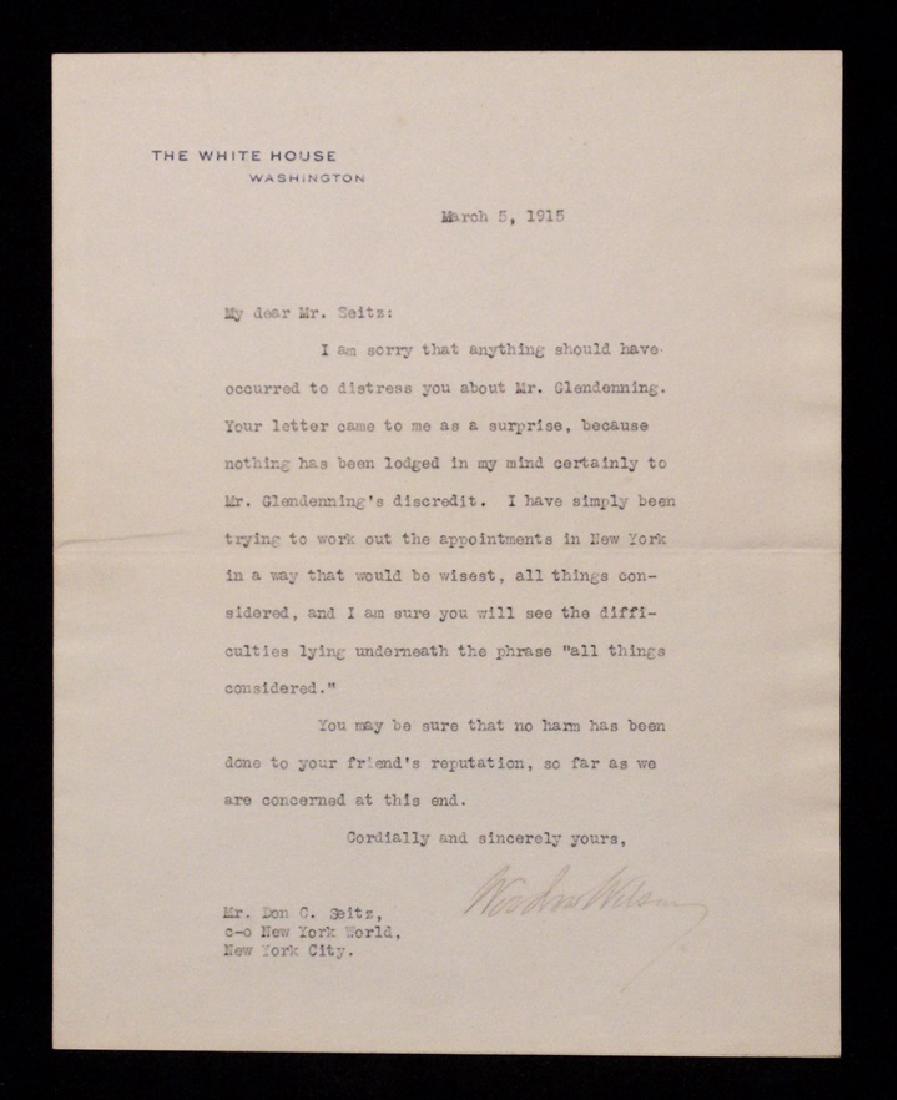 THE WHITE HOUSE
WASHINGTON
March 5, 1915
My dear Mr. Seitz:
I am sorry that anything should have
occurred to distress you about Mr. Glendenning.
Your letter came to me as a surprise, because
nothing has been lodged in my mind certainly to
Mr. Glendenning's discredit. I have simply been
trying to work out the appointments in New York
in a way that would be wisest, all things con-
sidered, and I am sure you will see the diffi-
culties lying underneath the phrase "all things
considered."
You may be sure that no harm has been
done to your friend's reputation, so far as we
are concerned at this end.
Cordially and sincerely yours,
Woodrow Wilson
Mr. Don C. Seitz,
c-o New York World,
New York City.